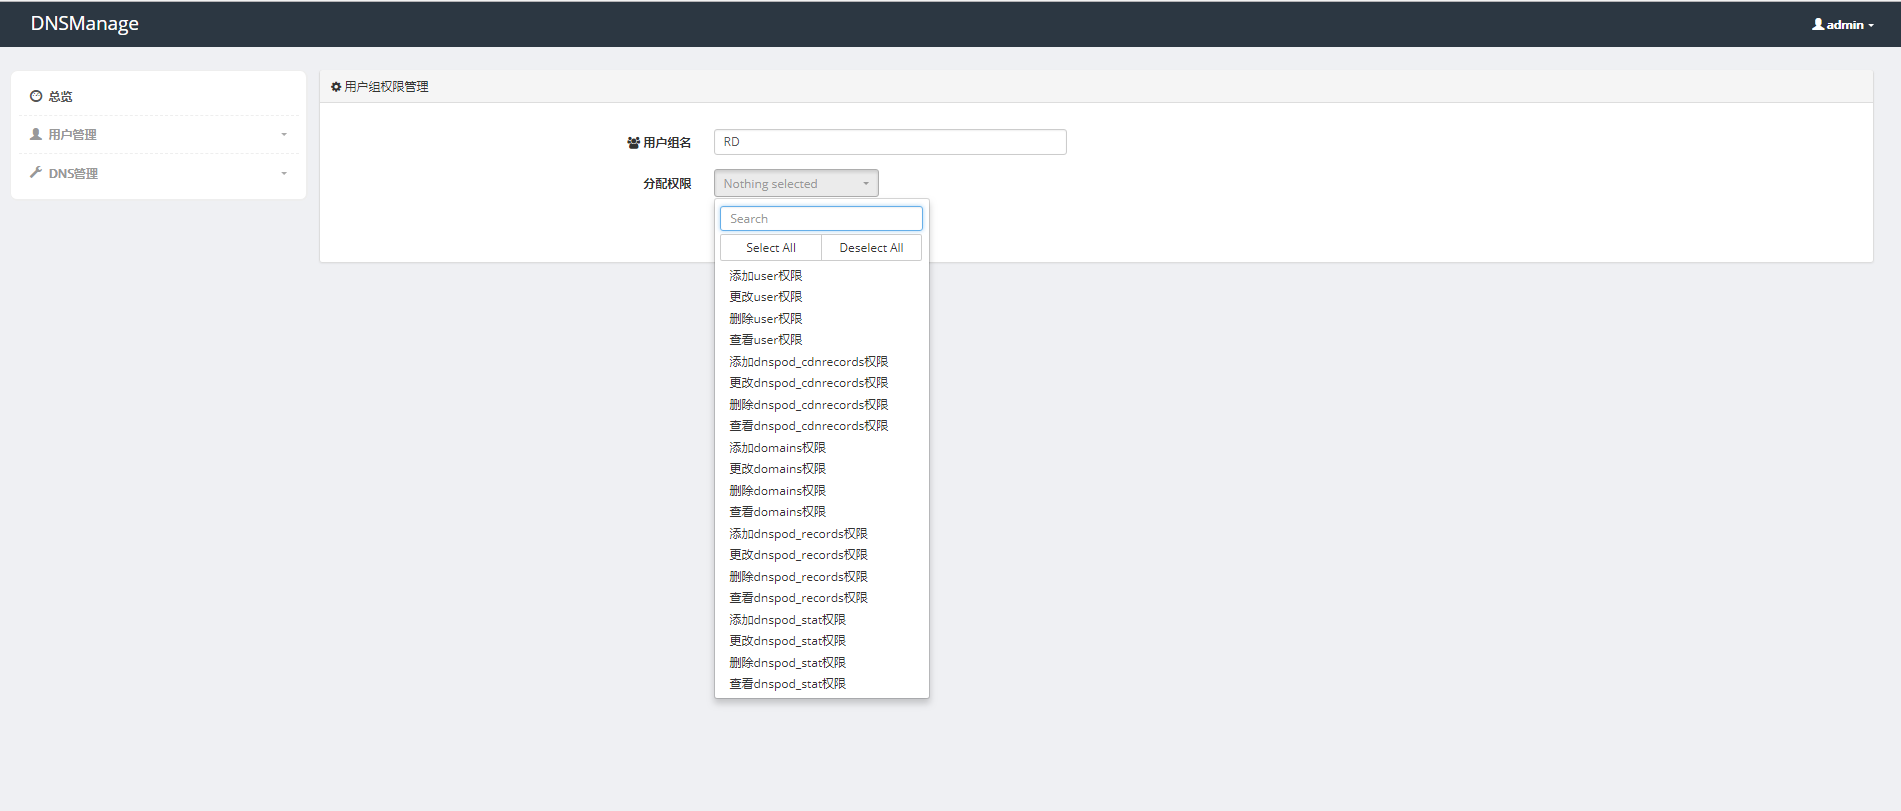 DNSManage
admin
总览
用户管理
DNS管理
用户组权限管理
用户组名
RD
分配权限
Nothing selected
Search
Select All
Deselect All
添加user权限
更改user权限
删除user权限
查看user权限
添加dnspod_cdnrecords权限
更改dnspod_cdnrecords权限
删除dnspod_cdnrecords权限
查看dnspod_cdnrecords权限
添加domains权限
更改domains权限
删除domains权限
查看domains权限
添加dnspod_records权限
更改dnspod_records权限
删除dnspod_records权限
查看dnspod_records权限
添加dnspod_stat权限
更改dnspod_stat权限
删除dnspod_stat权限
查看dnspod_stat权限